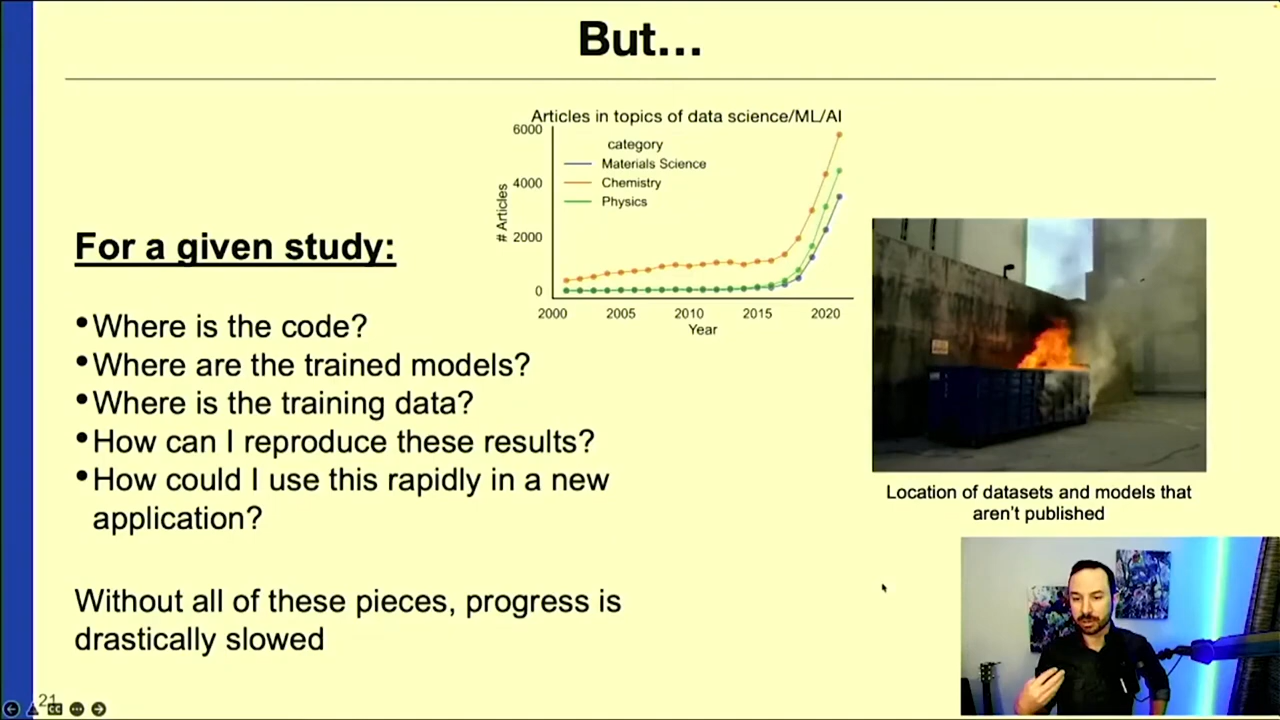 But...
Articles in topics of data science/ML/AI
6000
4000
2000
0
# Articles
category
Materials Science
Chemistry
Physics
2000
2005
2010
2015
2020
Year
For a given study:
•Where is the code?
•Where are the trained models?
•Where is the training data?
•How can I reproduce these results?
•How could I use this rapidly in a new
application?
Without all of these pieces, progress is
drastically slowed
Location of datasets and models that
aren't published
21
CC